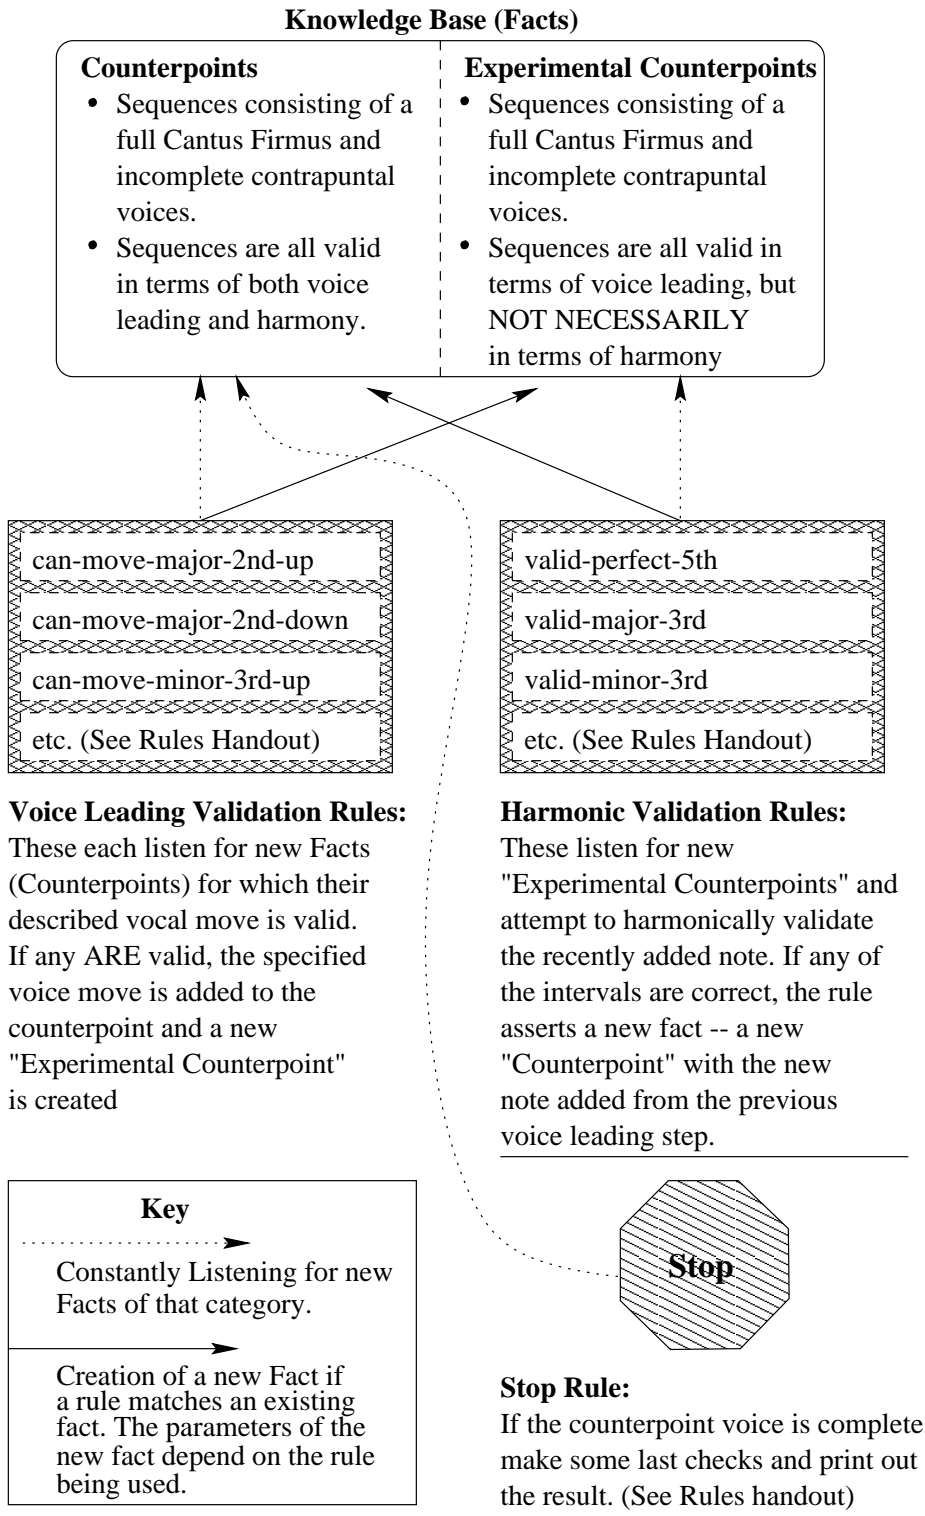 Knowledge Base (Facts)
Counterpoints
• Sequences consisting of a
full Cantus Firmus and
incomplete contrapuntal
voices.
• Sequences are all valid
in terms of both voice
leading and harmony.
Experimental Counterpoints
• Sequences consisting of a
full Cantus Firmus and
incomplete contrapuntal
voices.
• Sequences are all valid in
terms of voice leading, but
NOT NECESSARILY
in terms of harmony
can-move-major-2nd-up
can-move-major-2nd-down
can-move-minor-3rd-up
etc. (See Rules Handout)
valid-perfect-5th
valid-major-3rd
valid-minor-3rd
etc. (See Rules Handout)
Voice Leading Validation Rules:
These each listen for new Facts
(Counterpoints) for which their
described vocal move is valid.
If any ARE valid, the specified
voice move is added to the
counterpoint and a new
"Experimental Counterpoint"
is created
Harmonic Validation Rules:
These listen for new
"Experimental Counterpoints" and
attempt to harmonically validate
the recently added note. If any of
the intervals are correct, the rule
asserts a new fact -- a new
"Counterpoint" with the new
note added from the previous
voice leading step.
Key
Constantly Listening for new
Facts of that category.
Creation of a new Fact if
a rule matches an existing
fact. The parameters of the
new fact depend on the rule
being used.
Stop
Stop Rule:
If the counterpoint voice is complete
make some last checks and print out
the result. (See Rules handout)